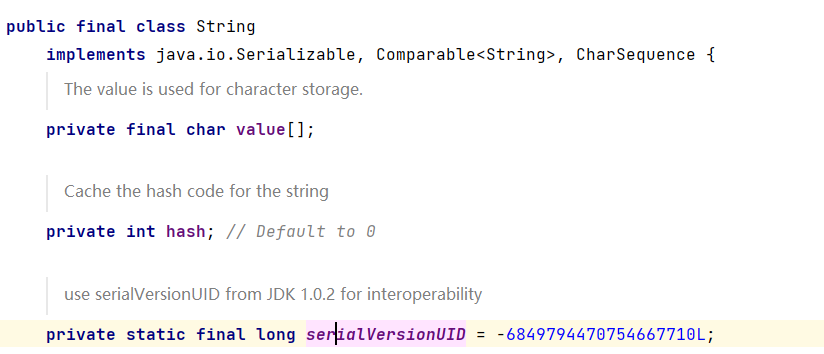 public final class String
implements java.io.Serializable, Comparable<String>, CharSequence {
The value is used for character storage.
private final char value[];
Cache the hash code for the string
private int hash; // Default to 0
use serialVersionUID from JDK 1.0.2 for interoperability
private static final long serialVersionUID = -6849794470754667710L;